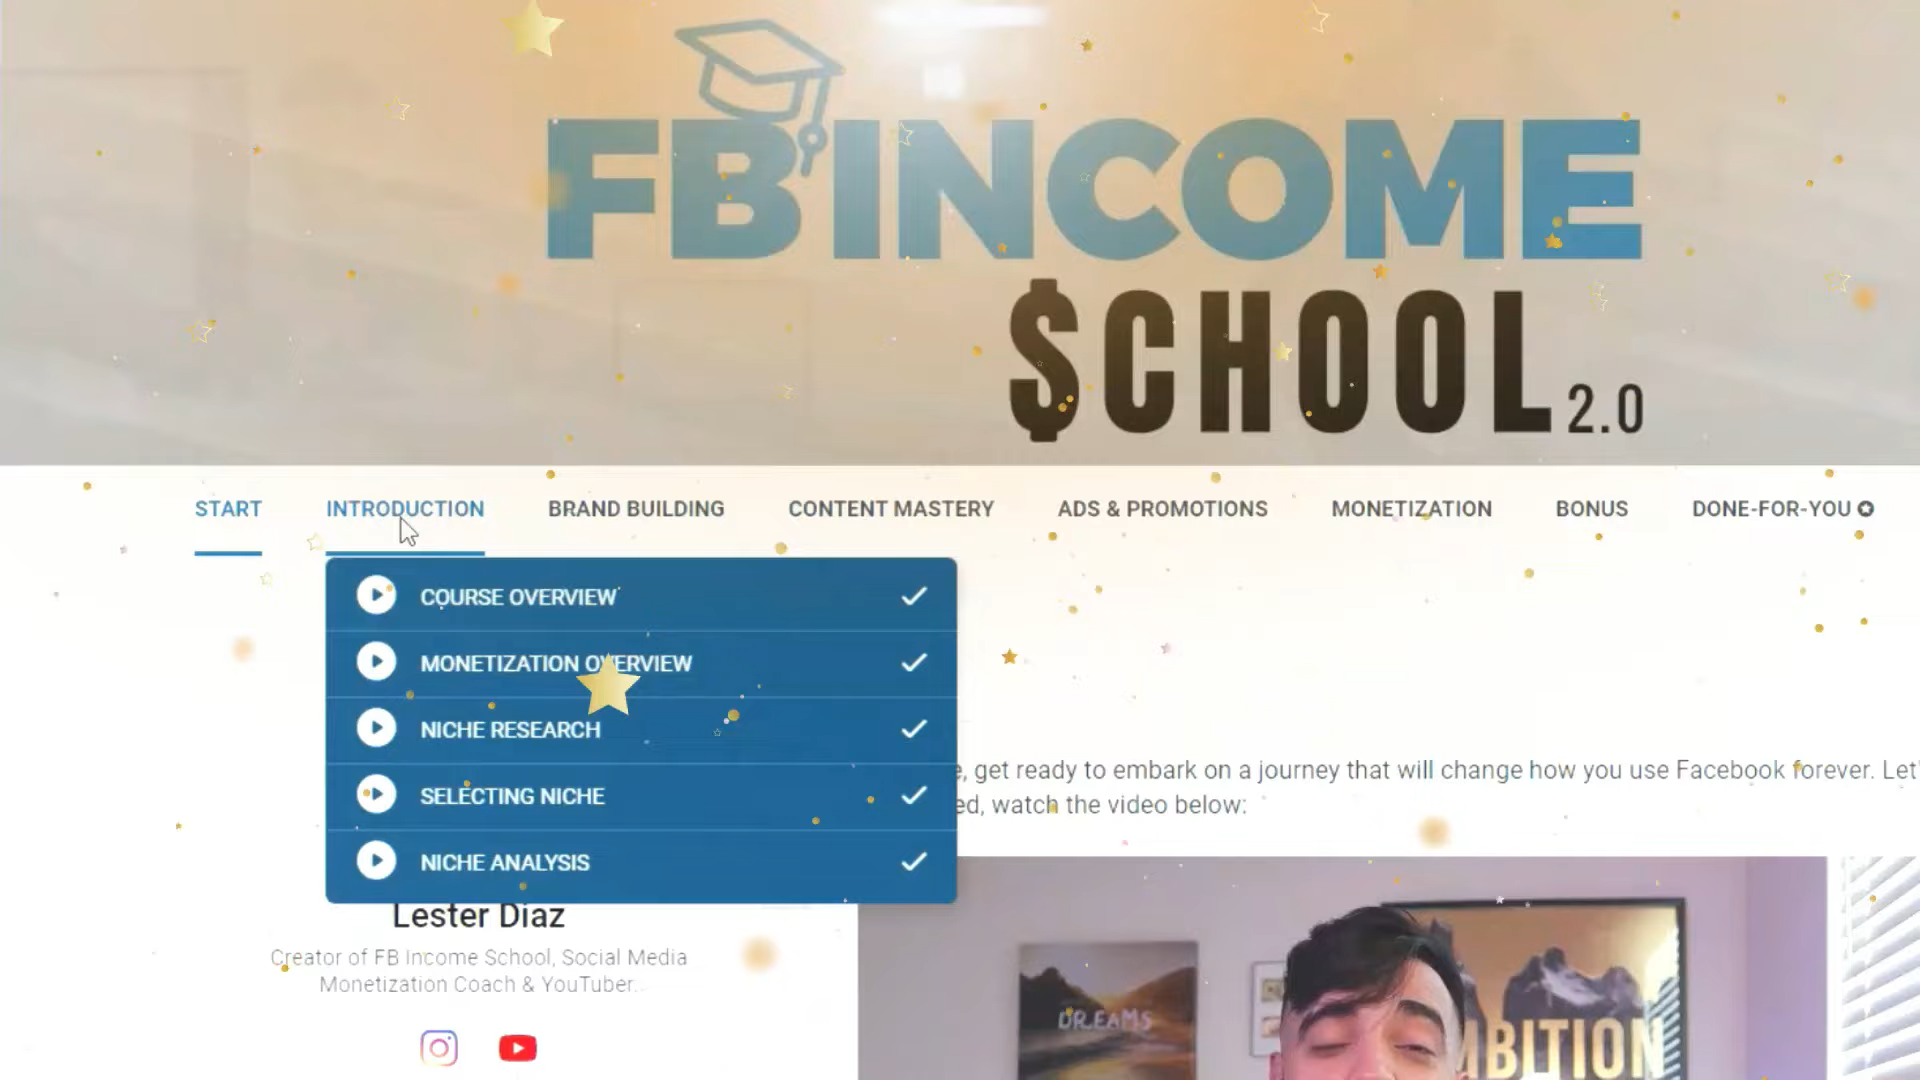 FB INCOME
$CHOOL 2.0
START INTRODUCTION BRAND BUILDING CONTENT MASTERY ADS & PROMOTIONS MONETIZATION BONUS DONE-FOR-YOU
COURSE OVERVIEW
MONETIZATION OVERVIEW
NICHE RESEARCH
SELECTING NICHE
NICHE ANALYSIS
get ready to embark on a journey that will change how you use Facebook forever. Let'
watch the video below:
Lester Diaz
Creator of FB Income School, Social Media
Monetization Coach & YouTuber...
DREAMS
MBITION